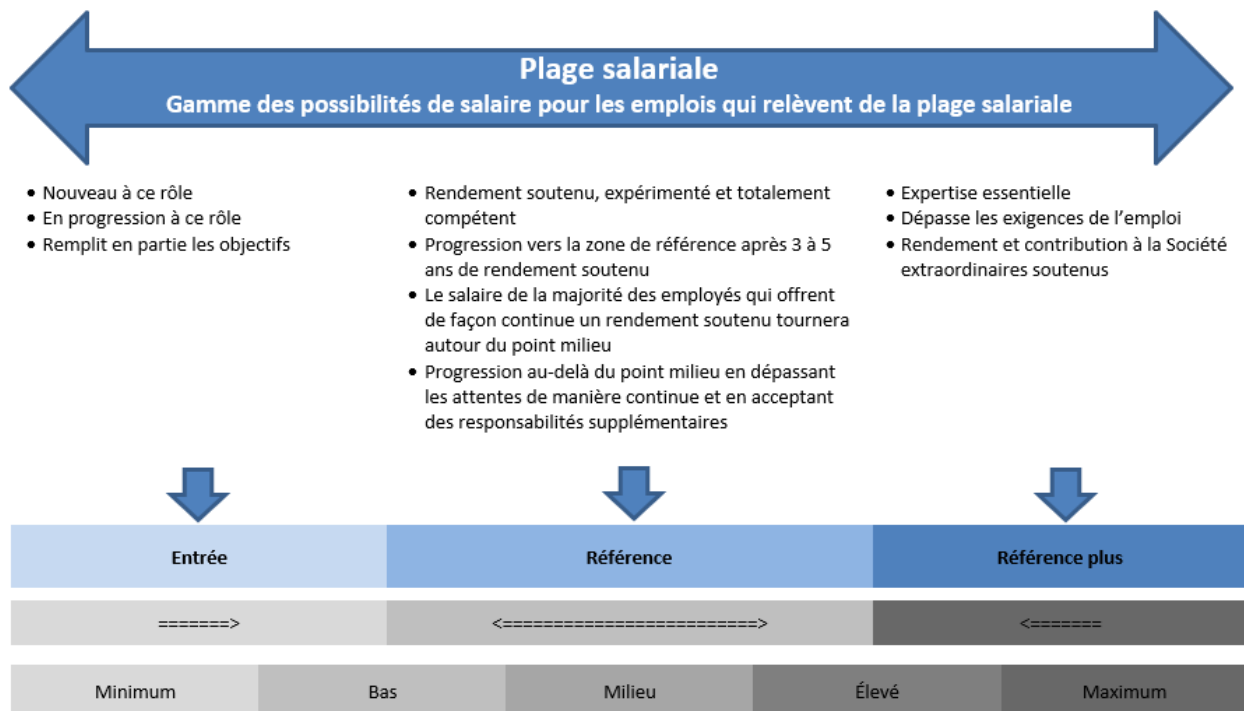 Plage salariale
Gamme des possibilités de salaire pour les emplois qui relèvent de la plage salariale
• Nouveau à ce rôle
• En progression à ce rôle
• Remplit en partie les objectifs
• Rendement soutenu, expérimenté et totalement
compétent
• Progression vers la zone de référence après 3 à 5
ans de rendement soutenu
• Le salaire de la majorité des employés qui offrent
de façon continue un rendement soutenu tournera
autour du point milieu
• Progression au-delà du point milieu en dépassant
les attentes de manière continue et en acceptant
des responsabilités supplémentaires
• Expertise essentielle
• Dépasse les exigences de l’emploi
• Rendement et contribution à la Société
extraordinaires soutenus
Entrée
Référence
Référence plus
=======>
<========================>
<=======
Minimum
Bas
Milieu
Élevé
Maximum